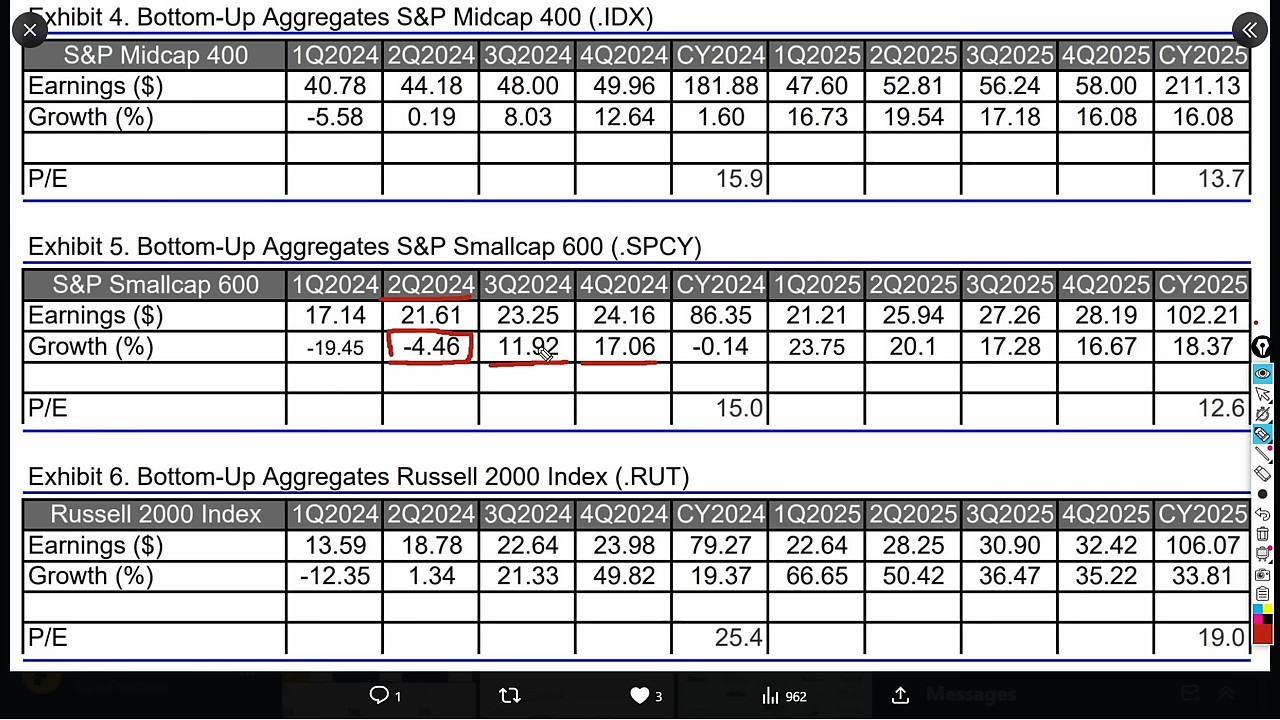 Exhibit 4. Bottom-Up Aggregates S&P Midcap 400 (.IDX)
S&P Midcap 400 1Q2024 2Q2024 3Q2024 4Q2024 CY2024 1Q2025 2Q2025 3Q2025 4Q2025 CY2025
Earnings ($) 40.78 44.18 48.00 49.96 181.88 47.60 52.81 56.24 58.00 211.13
Growth (%) -5.58 0.19 8.03 12.64 1.60 16.73 19.54 17.18 16.08 16.08
P/E 15.9 13.7
Exhibit 5. Bottom-Up Aggregates S&P Smallcap 600 (.SPCY)
S&P Smallcap 600 1Q2024 2Q2024 3Q2024 4Q2024 CY2024 1Q2025 2Q2025 3Q2025 4Q2025 CY2025
Earnings ($) 17.14 21.61 23.25 24.16 86.35 21.21 25.94 27.26 28.19 102.21
Growth (%) -19.45 -4.46 11.92 17.06 -0.14 23.75 20.1 17.28 16.67 18.37
P/E 15.0 12.6
Exhibit 6. Bottom-Up Aggregates Russell 2000 Index (.RUT)
Russell 2000 Index 1Q2024 2Q2024 3Q2024 4Q2024 CY2024 1Q2025 2Q2025 3Q2025 4Q2025 CY2025
Earnings ($) 13.59 18.78 22.64 23.98 79.27 22.64 28.25 30.90 32.42 106.07
Growth (%) -12.35 1.34 21.33 49.82 19.37 66.65 50.42 36.47 35.22 33.81
P/E 25.4 19.0
1 3 962 Messages